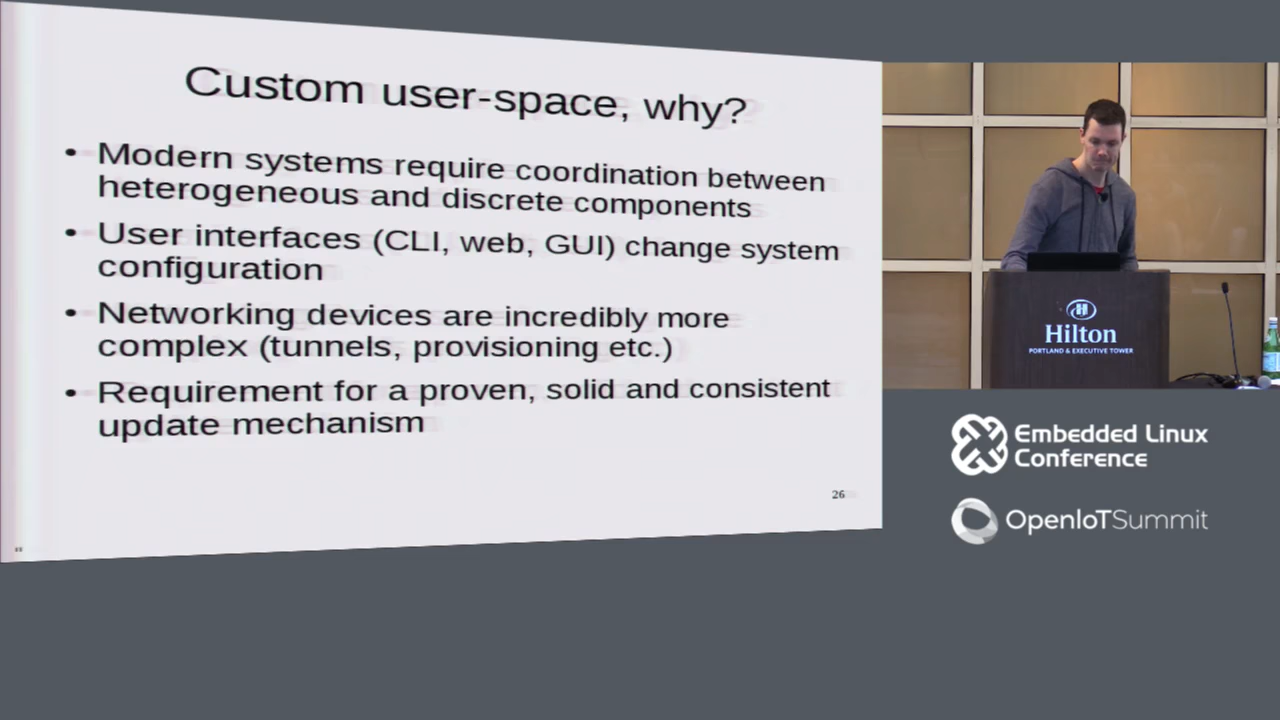 Custom user-space, why?
• Modern systems require coordination between
heterogeneous and discrete components
• User interfaces (CLI, web, GUI) change system
configuration
• Networking devices are incredibly more
complex (tunnels, provisioning etc.)
• Requirement for a proven, solid and consistent
update mechanism
26
Hilton
PORTLAND & EXECUTIVE TOWER
Embedded Linux
Conference
OpenIoTSummit